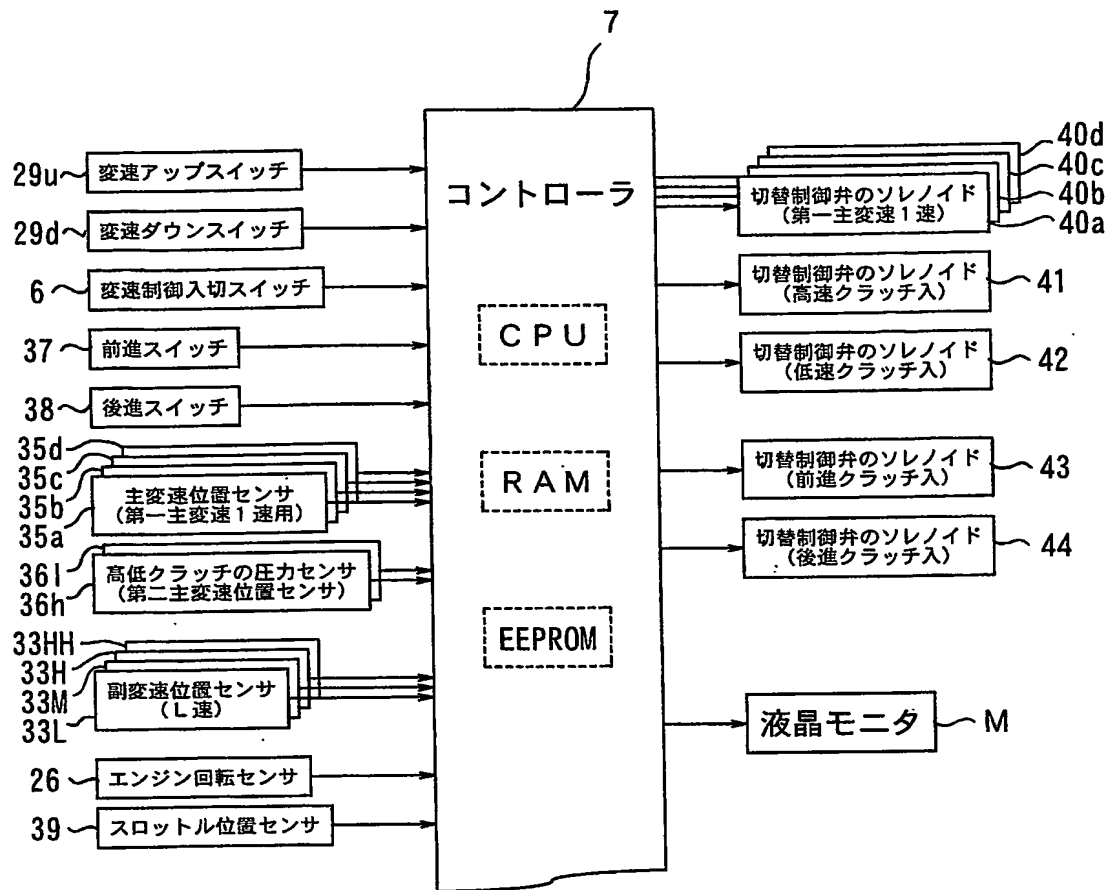 7
コントローラ
CPU
RAM
EEPROM
29u 変速アップスイッチ
29d 変速ダウンスイッチ
6 変速制御入切スイッチ
37 前進スイッチ
38 後進スイッチ
35d
35c
35b
35a
主変速位置センサ
(第一主変速1速用)
36l
36h
高低クラッチの圧力センサ
(第二主変速位置センサ)
33HH
33H
33M
33L
副変速位置センサ
(L速)
26 エンジン回転センサ
39 スロットル位置センサ
40d
40c
40b
40a
切替制御弁のソレノイド
(第一主変速1速)
切替制御弁のソレノイド
(高速クラッチ入)
41
切替制御弁のソレノイド
(低速クラッチ入)
42
切替制御弁のソレノイド
(前進クラッチ入)
43
切替制御弁のソレノイド
(後進クラッチ入)
44
液晶モニタ M